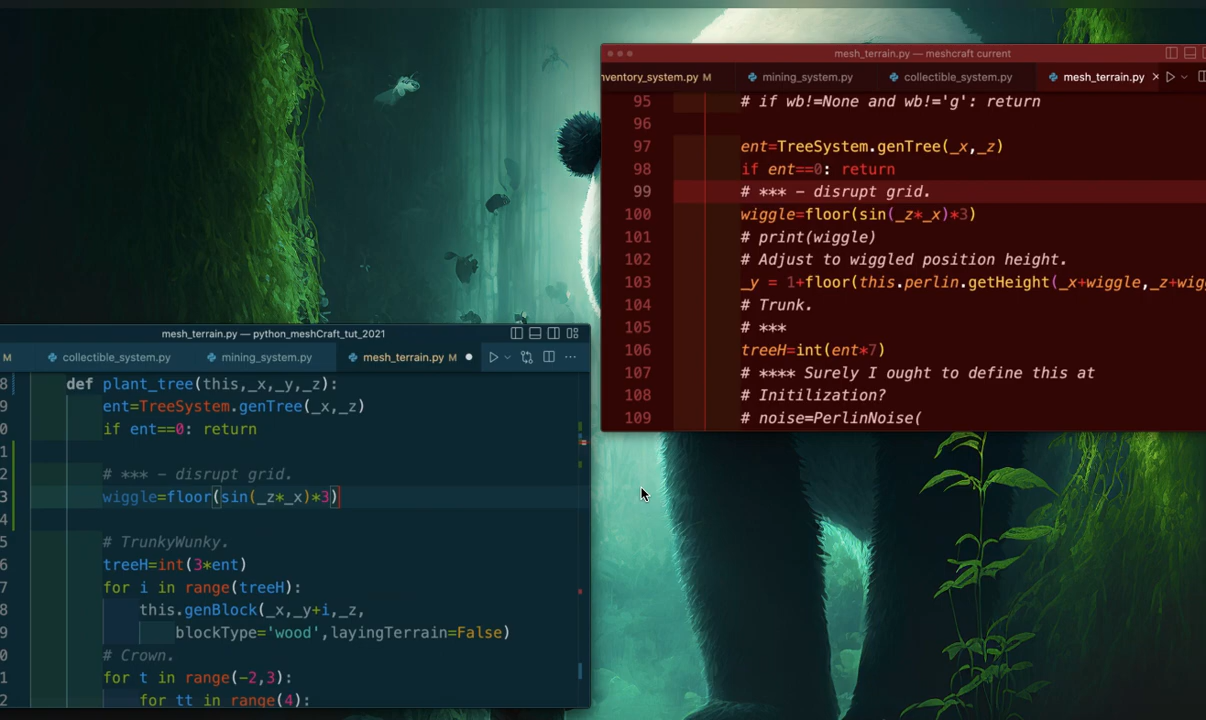 mesh_terrain.py — meshcraft current
nventory_system.py M mining_system.py collectible_system.py mesh_terrain.py
95 # if wb!=None and wb!='g': return
96
97 ent=TreeSystem.genTree(_x,_z)
98 if ent==0: return
99 # *** – disrupt grid.
100 wiggle=floor(sin(_z*_x)*3)
101 # print(wiggle)
102 # Adjust to wiggled position height.
103 _y = 1+floor(this.perlin.getHeight(_x+wiggle,_z+wigg
104 # Trunk.
105 # ***
106 treeH=int(ent*7)
107 # **** Surely I ought to define this at
108 # Initilization?
109 # noise=PerlinNoise(
mesh_terrain.py — python_meshCraft_tut_2021
M collectible_system.py mining_system.py mesh_terrain.py M
8 def plant_tree(this,_x,_y,_z):
9 ent=TreeSystem.genTree(_x,_z)
0 if ent==0: return
1
2 # *** – disrupt grid.
3 wiggle=floor(sin(_z*_x)*3)
4
5 # TrunkyWunky.
6 treeH=int(3*ent)
7 for i in range(treeH):
8 this.genBlock(_x,_y+i,_z,
9 blockType='wood',layingTerrain=False)
0 # Crown.
1 for t in range(−2,3):
2 for tt in range(4):